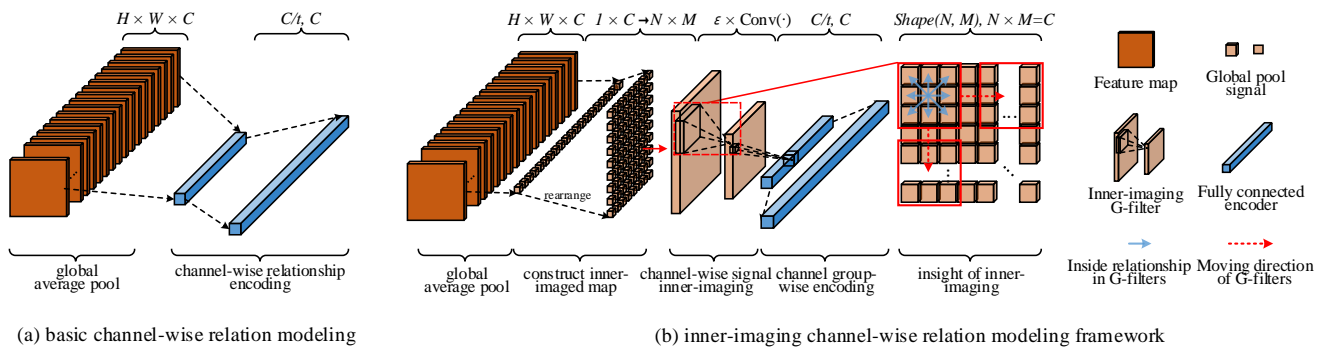 H × W × C
C/t, C
global
average pool
channel-wise relationship
encoding
(a) basic channel-wise relation modeling
H × W × C
1 × C → N × M
ε × Conv(·)
C/t, C
Shape(N, M), N × M=C
rearrange
global
average pool
construct inner-
imaged map
channel-wise signal
inner-imaging
channel group-
wise encoding
insight of inner-
imaging
(b) inner-imaging channel-wise relation modeling framework
Feature map
Global pool
signal
Inner-imaging
G-filter
Fully connected
encoder
Inside relationship
in G-filters
Moving direction
of G-filters